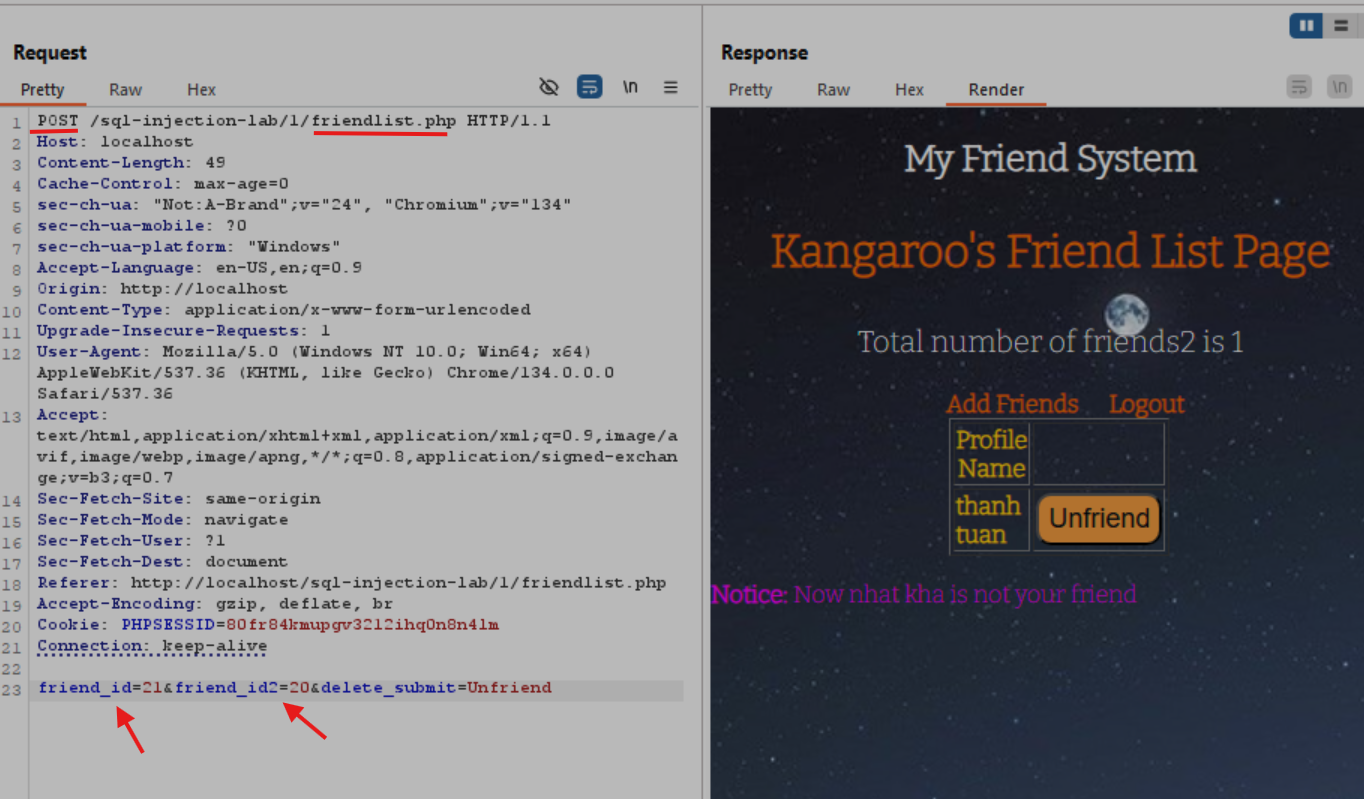 Request
Pretty Raw Hex \n
1 POST /sql-injection-lab/1/friendlist.php HTTP/1.1
2 Host: localhost
3 Content-Length: 49
4 Cache-Control: max-age=0
5 sec-ch-ua: "Not:A-Brand";v="24", "Chromium";v="134"
6 sec-ch-ua-mobile: ?0
7 sec-ch-ua-platform: "Windows"
8 Accept-Language: en-US,en;q=0.9
9 Origin: http://localhost
10 Content-Type: application/x-www-form-urlencoded
11 Upgrade-Insecure-Requests: 1
12 User-Agent: Mozilla/5.0 (Windows NT 10.0; Win64; x64)
AppleWebKit/537.36 (KHTML, like Gecko) Chrome/134.0.0.0
Safari/537.36
13 Accept:
text/html,application/xhtml+xml,application/xml;q=0.9,image/a
vif,image/webp,image/apng,*/*;q=0.8,application/signed-exchan
ge;v=b3;q=0.7
14 Sec-Fetch-Site: same-origin
15 Sec-Fetch-Mode: navigate
16 Sec-Fetch-User: ?1
17 Sec-Fetch-Dest: document
18 Referer: http://localhost/sql-injection-lab/1/friendlist.php
19 Accept-Encoding: gzip, deflate, br
20 Cookie: PHPSESSID=80fr84kmupgv3212ihq0n8n4lm
21 Connection: keep-alive
22
23 friend_id=21&friend_id2=20&delete_submit=Unfriend
Response
Pretty Raw Hex Render \n
My Friend System
Kangaroo's Friend List Page
Total number of friends2 is 1
Add Friends Logout
Profile
Name
thanh
tuan
Unfriend
Notice: Now nhat kha is not your friend